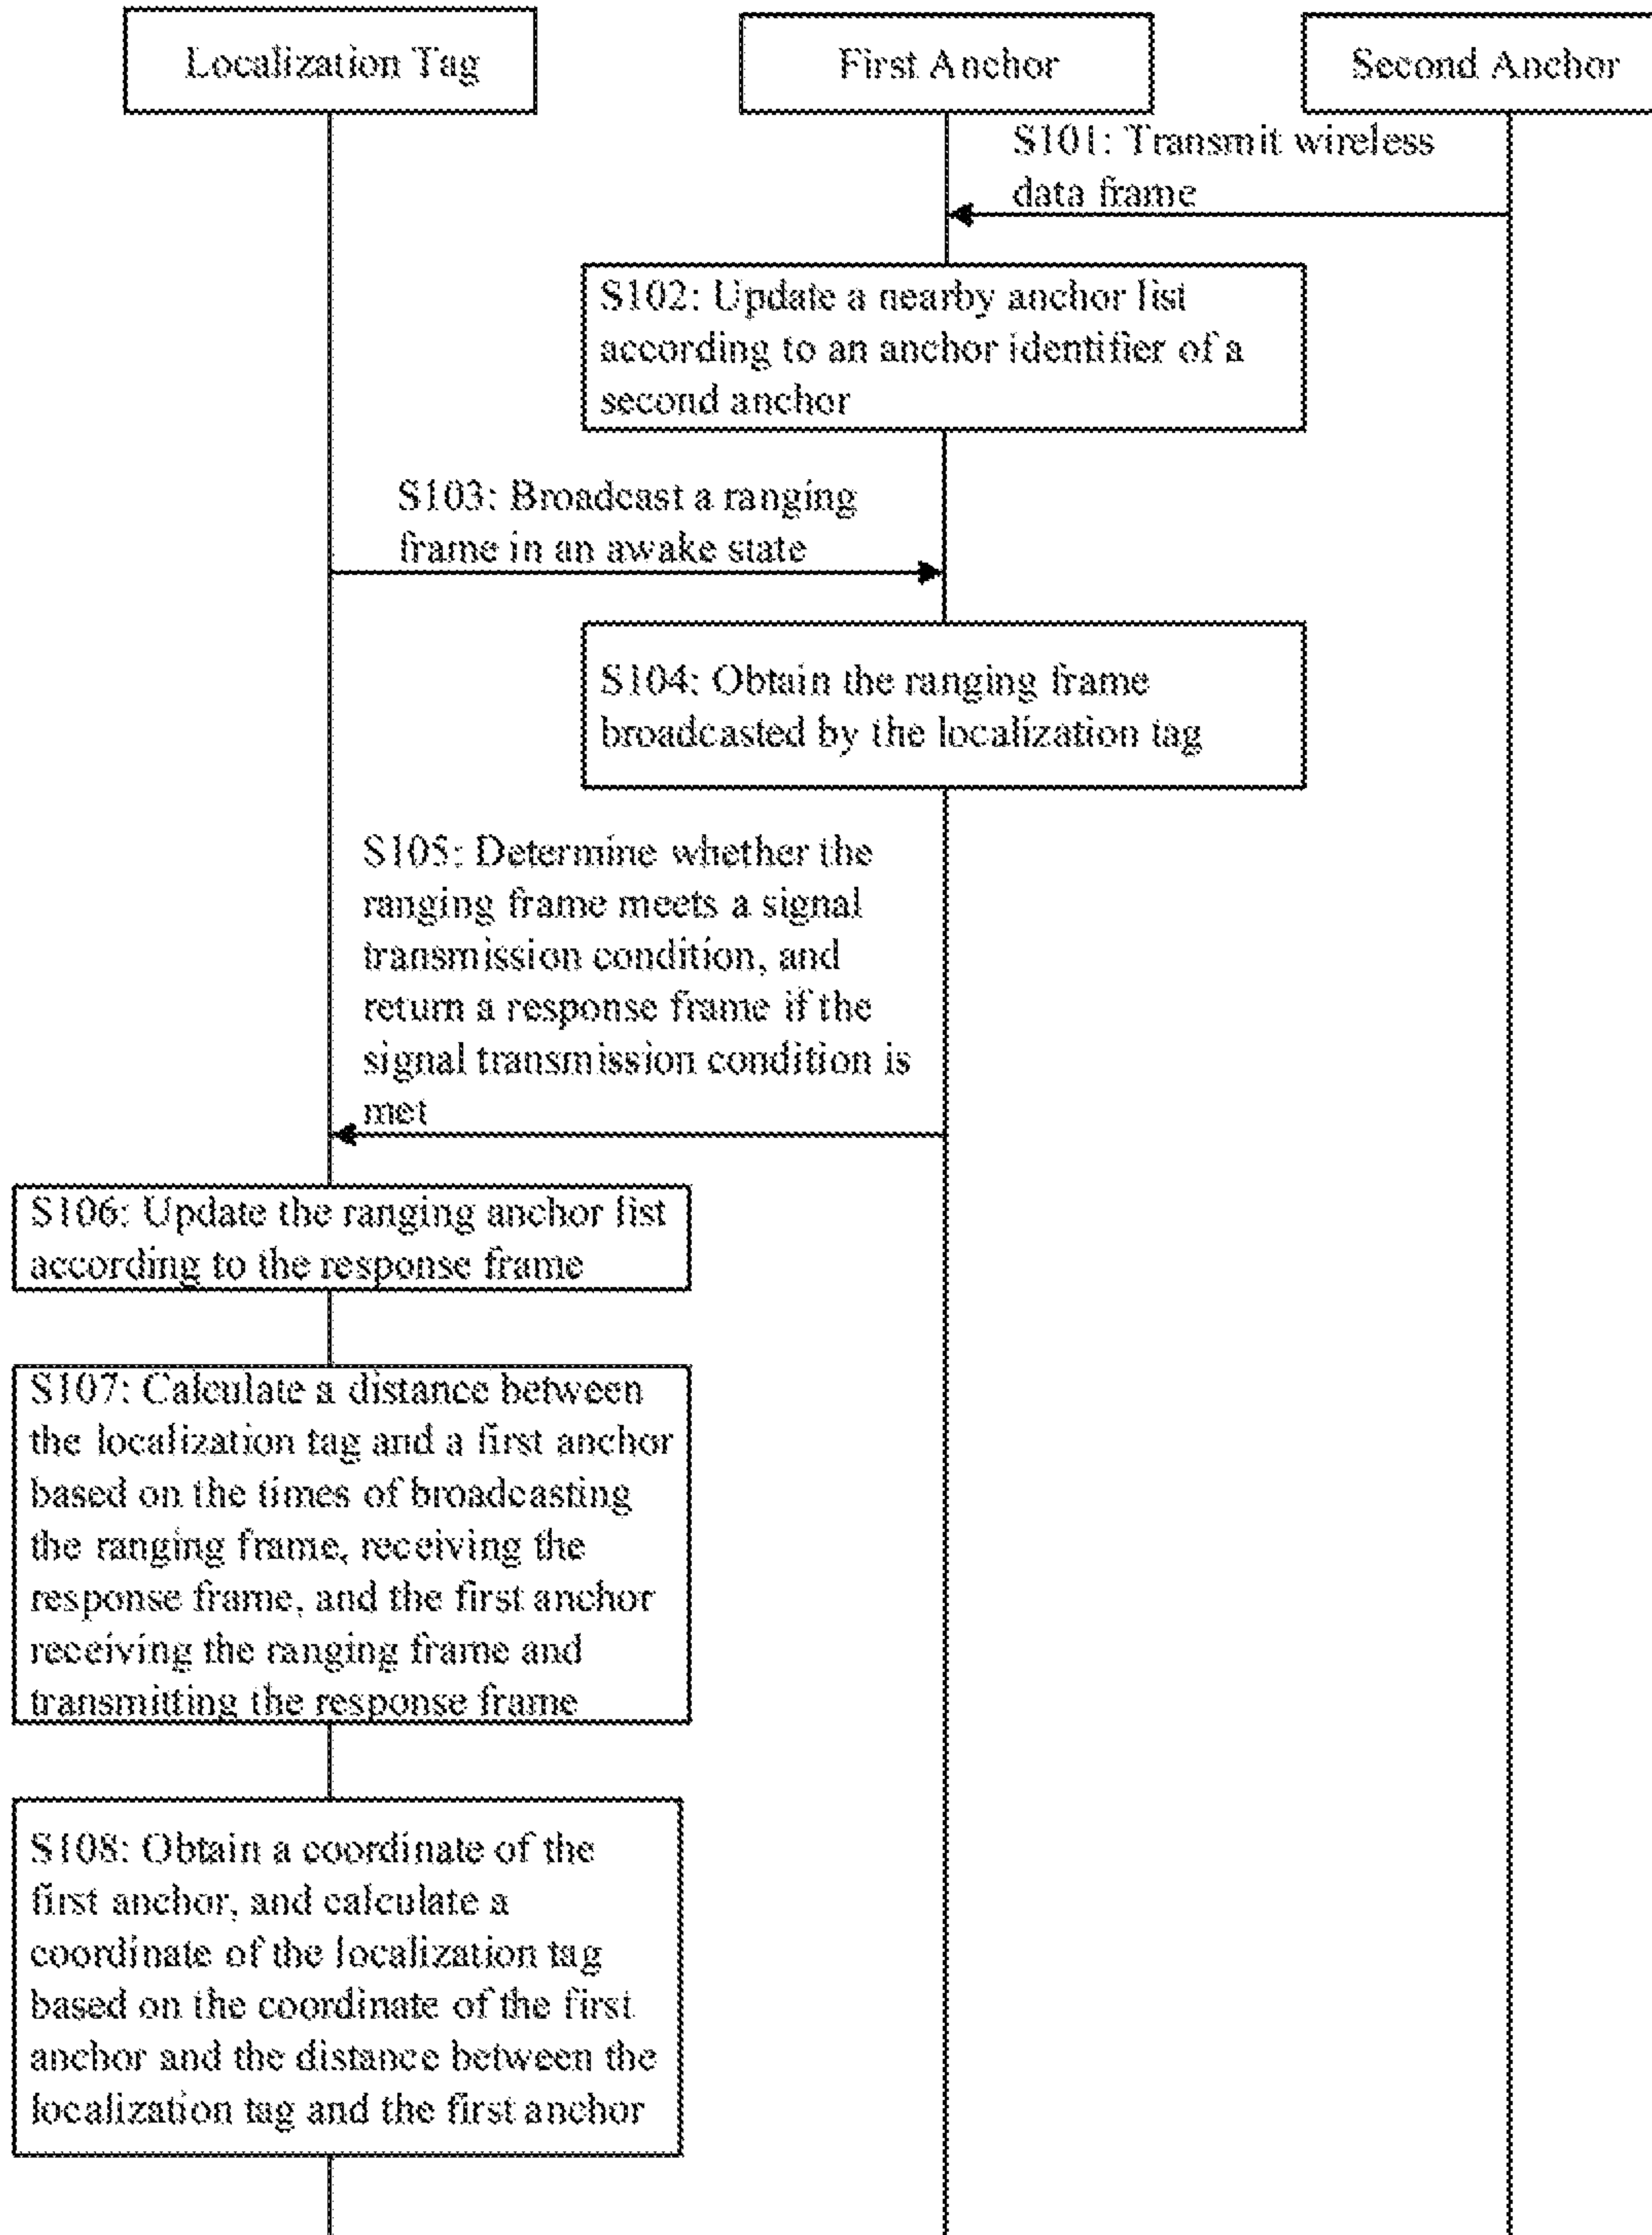 Localization Tag
First Anchor
Second Anchor
S101: Transmit wireless
data frame
S102: Update a nearby anchor list
according to an anchor identifier of a
second anchor
S103: Broadcast a ranging
frame in an awake state
S104: Obtain the ranging frame
broadcasted by the localization tag
S105: Determine whether the
ranging frame meets a signal
transmission condition, and
return a response frame if the
signal transmission condition is
met
S106: Update the ranging anchor list
according to the response frame
S107: Calculate a distance between
the localization tag and a first anchor
based on the times of broadcasting
the ranging frame, receiving the
response frame, and the first anchor
receiving the ranging frame and
transmitting the response frame
S108: Obtain a coordinate of the
first anchor, and calculate a
coordinate of the localization tag
based on the coordinate of the first
anchor and the distance between the
localization tag and the first anchor